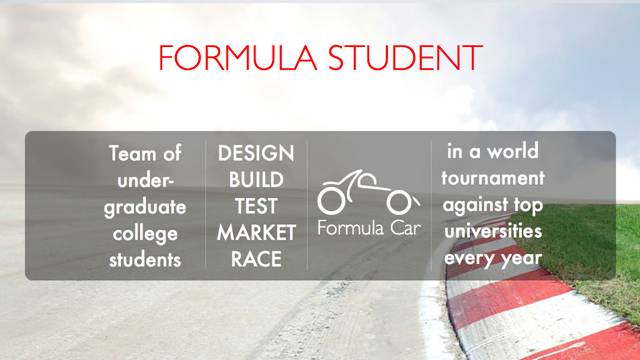 FORMULA STUDENT
Team of
under-
graduate
college
students
DESIGN
BUILD
TEST
MARKET
RACE
Formula Car
in a world
tournament
against top
universities
every year